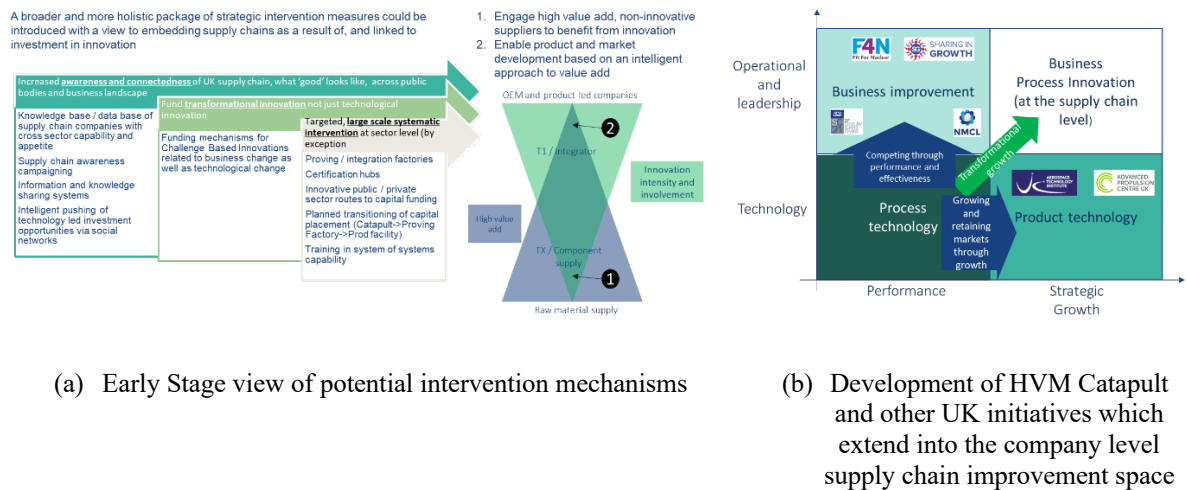 A broader and more holistic package of strategic intervention measures could be
introduced with a view to embedding supply chains as a result of, and linked to
investment in innovation
Increased awareness and connectedness of UK supply chain, what ‘good’ looks like, across public
bodies and business landscape
Knowledge base / data base of
supply chain companies with
cross sector capability and
appetite
Supply chain awareness
campaigning
Information and knowledge
sharing systems
Intelligent pushing of
technology led investment
opportunities via social
networks
Fund transformational innovation not just technological
innovation
Funding mechanisms for
Challenge Based Innovations
related to business change as
well as technological change
Targeted, large scale systematic
intervention at sector level (by
exception
Proving / integration factories
Certification hubs
Innovative public / private
sector routes to capital funding
Planned transitioning of capital
placement (Catapult->Proving
Factory->Prod facility)
Training in system of systems
capability
1. Engage high value add, non-innovative
suppliers to benefit from innovation
2. Enable product and market
development based on an intelligent
approach to value add
OEM and product led companies
2
T1 / Integrator
Innovation
intensity and
involvement
High value
add
TX / Component
supply
1
Raw material supply
Operational
and
leadership
Technology
F4N
Fit For Nuclear
SHARING IN
GROWTH
Business improvement
NMCL
Business
Process Innovation
(at the supply chain
level)
Competing through
performance and
effectiveness
Transformational
growth
Process
technology
Growing
and
retaining
markets
through
growth
AEROSPACE
TECHNOLOGY
INSTITUTE
ADVANCED
PROPULSION
CENTRE UK
Product technology
Performance
Strategic
Growth
(a) Early Stage view of potential intervention mechanisms
(b) Development of HVM Catapult
and other UK initiatives which
extend into the company level
supply chain improvement space